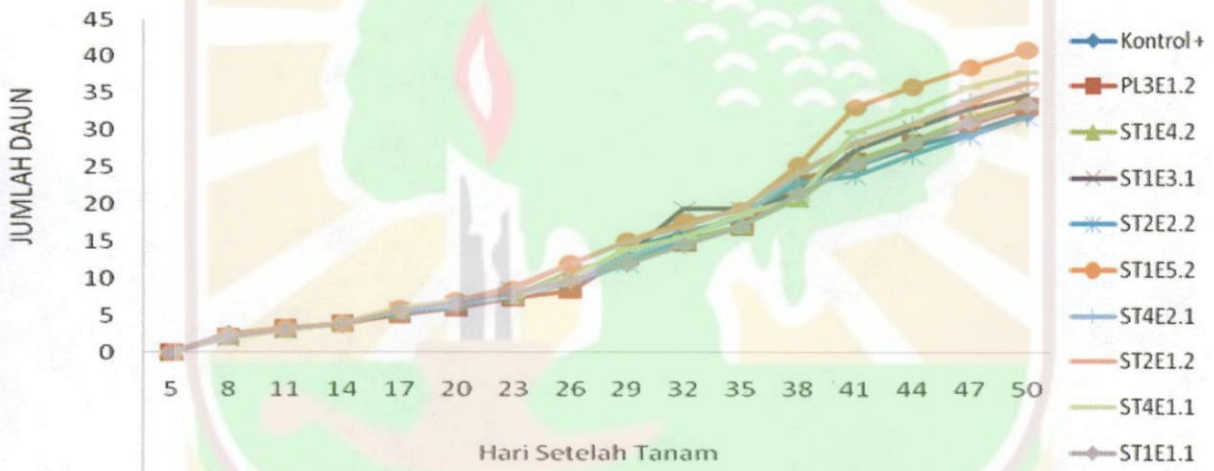 45
40
35
30
25
20
15
10
5
0
JUMLAH DAUN
5 8 11 14 17 20 23 26 29 32 35 38 41 44 47 50
Hari Setelah Tanam
Kontrol +
PL3E1.2
ST1E4.2
ST1E3.1
ST2E2.2
ST1E5.2
ST4E2.1
ST2E1.2
ST4E1.1
ST1E1.1